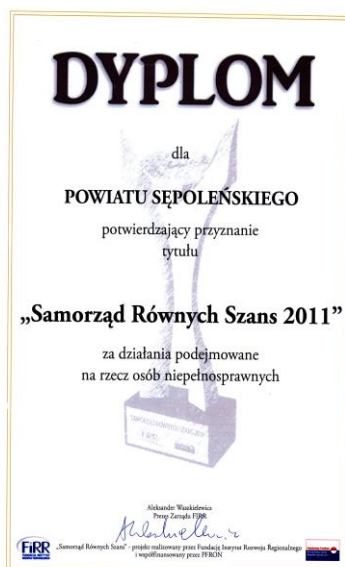 DYPLOM
dla
POWIATU SĘPOLEŃSKIEGO
potwierdzający przyznanie
tytułu
„Samorząd Równych Szans 2011”
za działania podejmowane
na rzecz osób niepełnosprawnych
Aleksander Waszkielewicz
Prezes Zarządu FIRR
FIRR
„Samorząd Równych Szans” - projekt realizowany przez Fundację Instytut Rozwoju Regionalnego
i współfinansowany przez PFRON